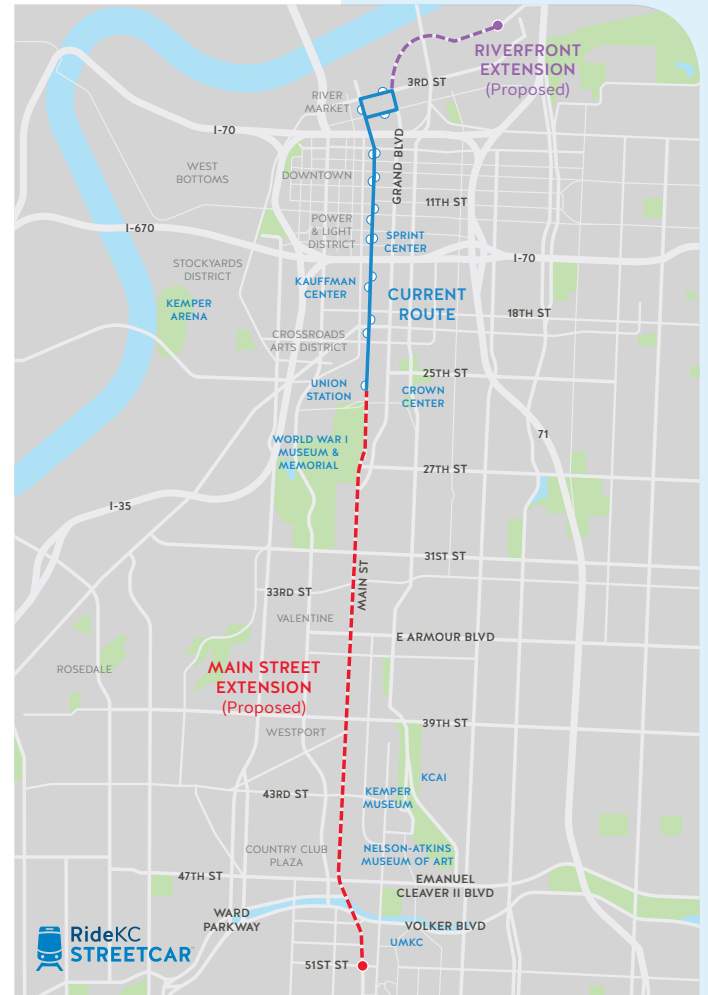 RIVERFRONT
EXTENSION
(Proposed)
3RD ST
RIVER
MARKET
I-70
GRAND BLVD
WEST
BOTTOMS
DOWNTOWN
11TH ST
POWER
& LIGHT
DISTRICT
I-670
SPRINT
CENTER
I-70
STOCKYARDS
DISTRICT
KAUFFMAN
CENTER
CURRENT
ROUTE
KEMPER
ARENA
18TH ST
CROSSROADS
ARTS DISTRICT
25TH ST
UNION
STATION
CROWN
CENTER
71
WORLD WAR I
MUSEUM &
MEMORIAL
27TH ST
I-35
31ST ST
MAIN ST
33RD ST
VALENTINE
E ARMOUR BLVD
ROSEDALE
MAIN STREET
EXTENSION
(Proposed)
39TH ST
WESTPORT
KCAI
43RD ST
KEMPER
MUSEUM
COUNTRY CLUB
PLAZA
NELSON-ATKINS
MUSEUM OF ART
47TH ST
EMANUEL
CLEAVER II BLVD
WARD
PARKWAY
VOLKER BLVD
UMKC
RideKC
STREETCAR
51ST ST